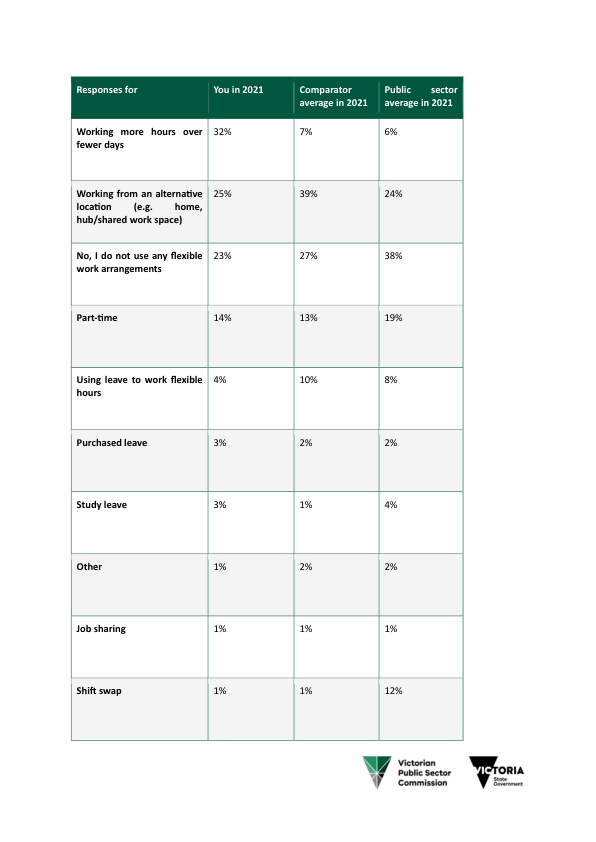 Responses for You in 2021 Comparator average in 2021 Public sector average in 2021
Working more hours over fewer days 32% 7% 6%
Working from an alternative location (e.g. home, hub/shared work space) 25% 39% 24%
No, I do not use any flexible work arrangements 23% 27% 38%
Part-time 14% 13% 19%
Using leave to work flexible hours 4% 10% 8%
Purchased leave 3% 2% 2%
Study leave 3% 1% 4%
Other 1% 2% 2%
Job sharing 1% 1% 1%
Shift swap 1% 1% 12%
Victorian
Public Sector
Commission
VICTORIA
State
Government